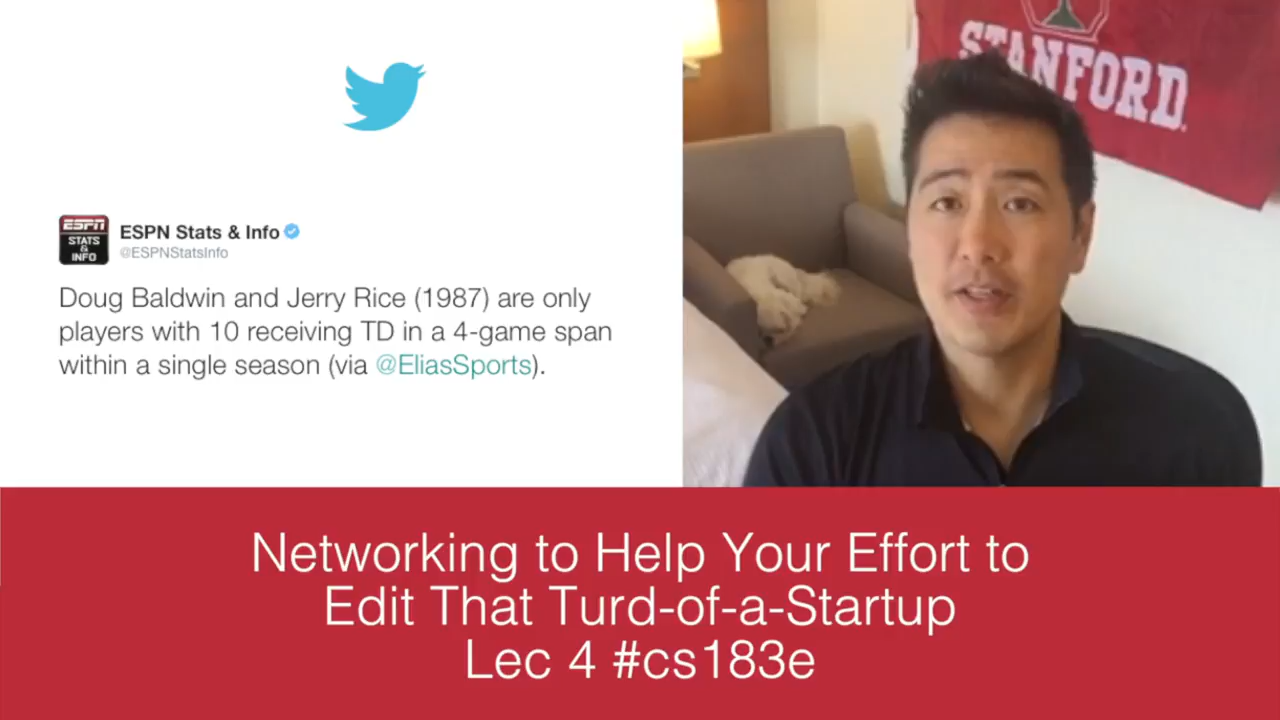 ESPN
STATS
&
INFO
ESPN Stats & Info
@ESPNStatsInfo
Doug Baldwin and Jerry Rice (1987) are only
players with 10 receiving TD in a 4-game span
within a single season (via @EliasSports).
STANFORD
Networking to Help Your Effort to
Edit That Turd-of-a-Startup
Lec 4 #cs183e